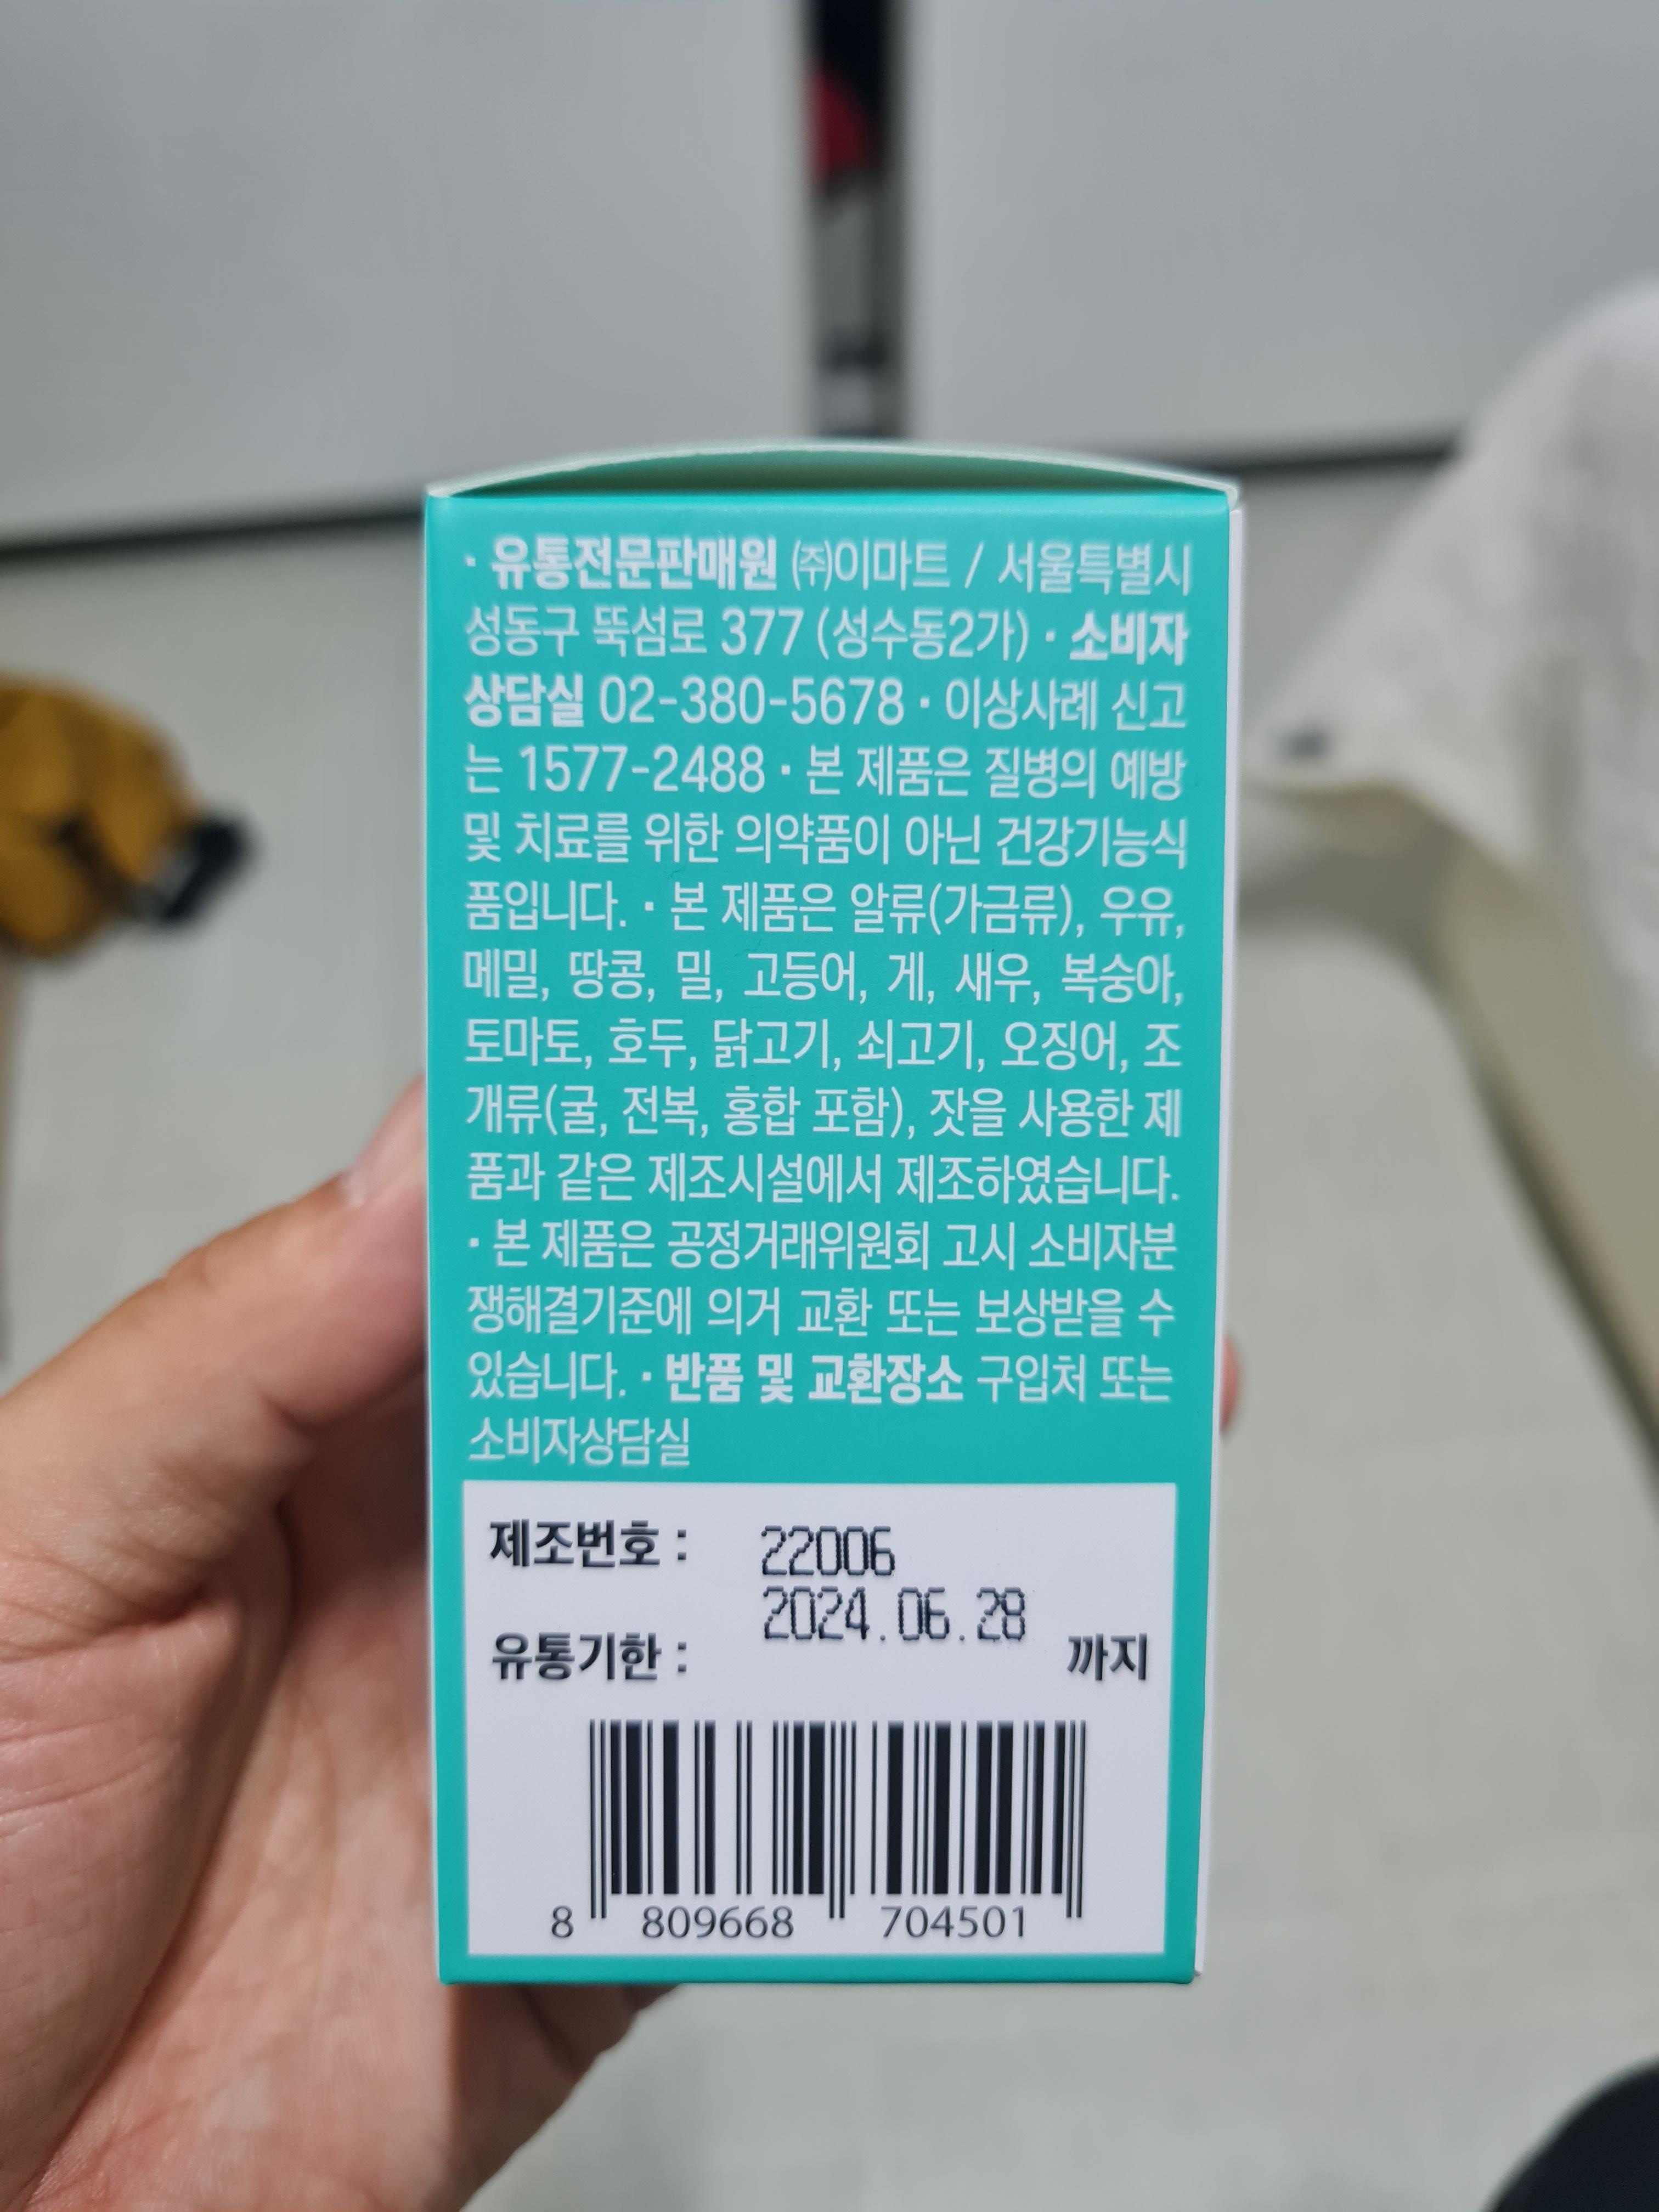 · 유통전문판매원 ㈜이마트 / 서울특별시
성동구 뚝섬로 377 (성수동2가) · 소비자
상담실 02-380-5678 · 이상사례 신고
는 1577-2488 · 본 제품은 질병의 예방
및 치료를 위한 의약품이 아닌 건강기능식
품입니다. · 본 제품은 알류(가금류), 우유,
메밀, 땅콩, 밀, 고등어, 게, 새우, 복숭아,
토마토, 호두, 닭고기, 쇠고기, 오징어, 조
개류(굴, 전복, 홍합 포함), 잣을 사용한 제
품과 같은 제조시설에서 제조하였습니다.
· 본 제품은 공정거래위원회 고시 소비자분
쟁해결기준에 의거 교환 또는 보상받을 수
있습니다. · 반품 및 교환장소 구입처 또는
소비자상담실
제조번호 : 22006
2024.06.28
유통기한 : 까지
8 809668 704501